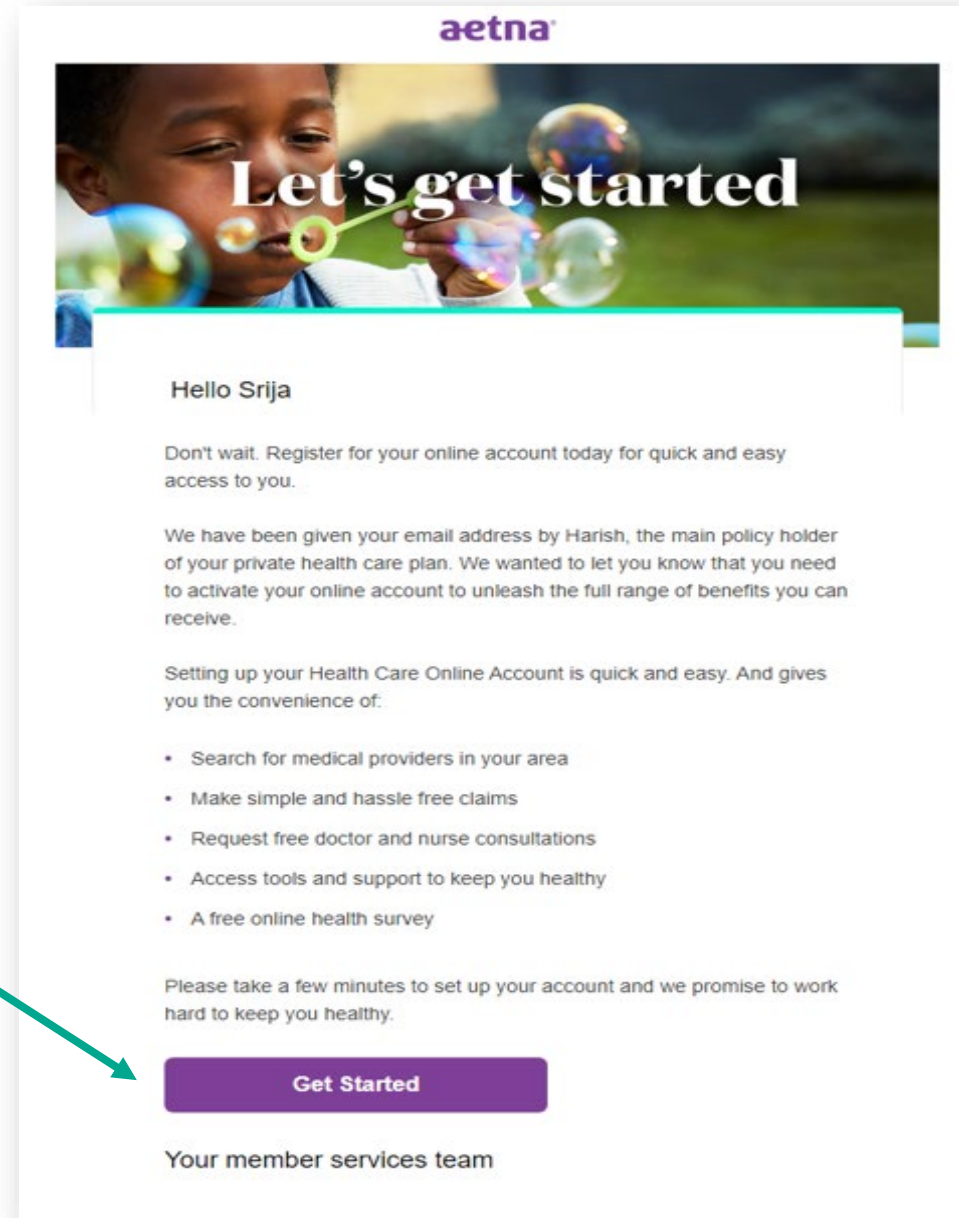 aetna
Let's get started
Hello Srija
Don't wait. Register for your online account today for quick and easy
access to you.
We have been given your email address by Harish, the main policy holder
of your private health care plan. We wanted to let you know that you need
to activate your online account to unleash the full range of benefits you can
receive.
Setting up your Health Care Online Account is quick and easy. And gives
you the convenience of:
• Search for medical providers in your area
• Make simple and hassle free claims
• Request free doctor and nurse consultations
• Access tools and support to keep you healthy
• A free online health survey
Please take a few minutes to set up your account and we promise to work
hard to keep you healthy.
Get Started
Your member services team